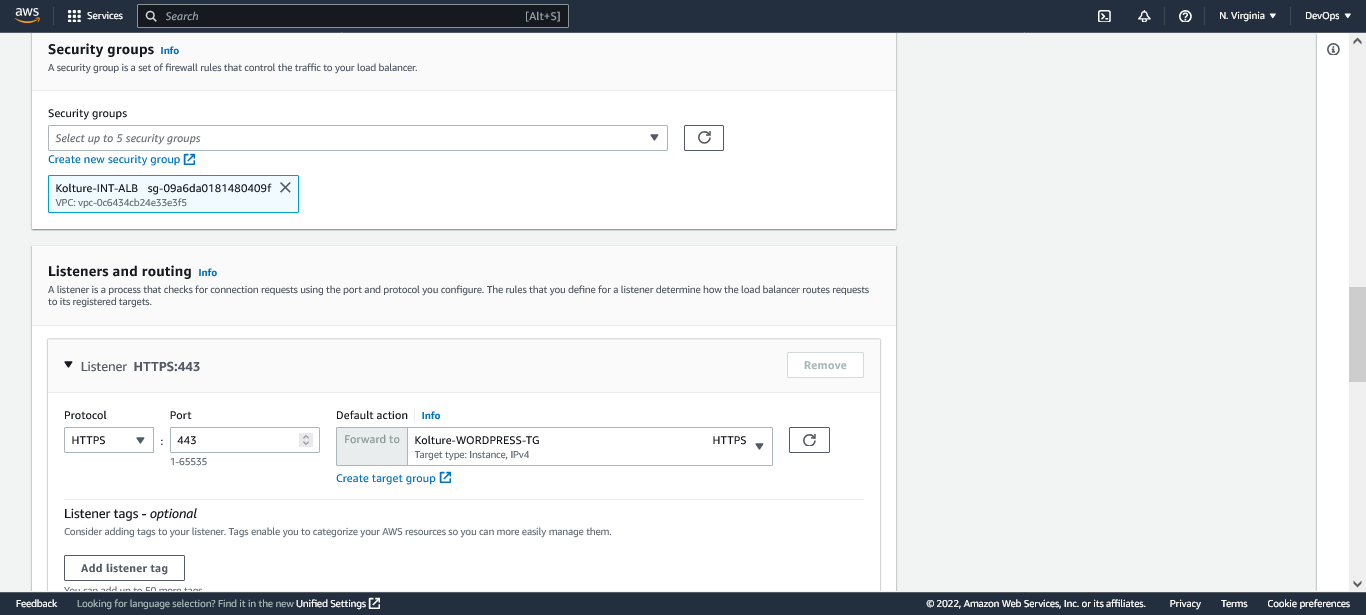 aws
Services
Search [Alt+S]
N. Virginia
DevOps
Security groups Info
A security group is a set of firewall rules that control the traffic to your load balancer.
Security groups
Select up to 5 security groups
Create new security group
Kolture-INT-ALB sg-09a6da0181480409f
VPC: vpc-0c6434cb24e33e3f5
Listeners and routing Info
A listener is a process that checks for connection requests using the port and protocol you configure. The rules that you define for a listener determine how the load balancer routes requests
to its registered targets.
Listener HTTPS:443
Remove
Protocol Port Default action Info
HTTPS : 443 Forward to Kolture-WORDPRESS-TG HTTPS
Target type: Instance, IPv4
1-65535
Create target group
Listener tags - optional
Consider adding tags to your listener. Tags enable you to categorize your AWS resources so you can more easily manage them.
Add listener tag
You can add up to 50 more tags.
Feedback Looking for language selection? Find it in the new Unified Settings © 2022, Amazon Web Services, Inc. or its affiliates. Privacy Terms Cookie preferences